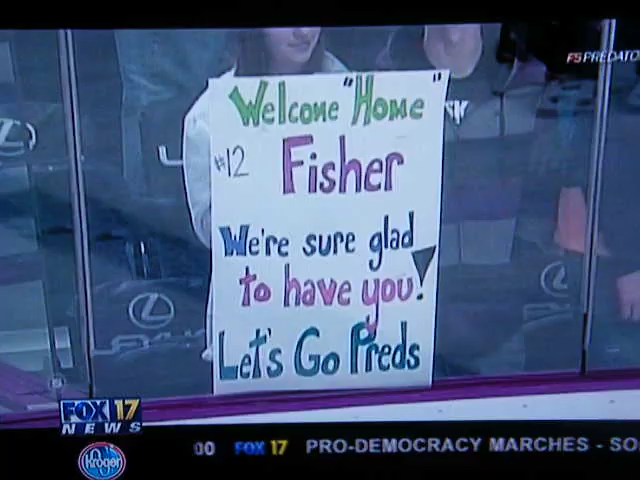 FS PREDATO
Welcome "Home"
#12 Fisher
We're sure glad
to have you!
Let's Go Preds
FOX 17
NEWS
Kroger
00 FOX 17 PRO-DEMOCRACY MARCHES - SO